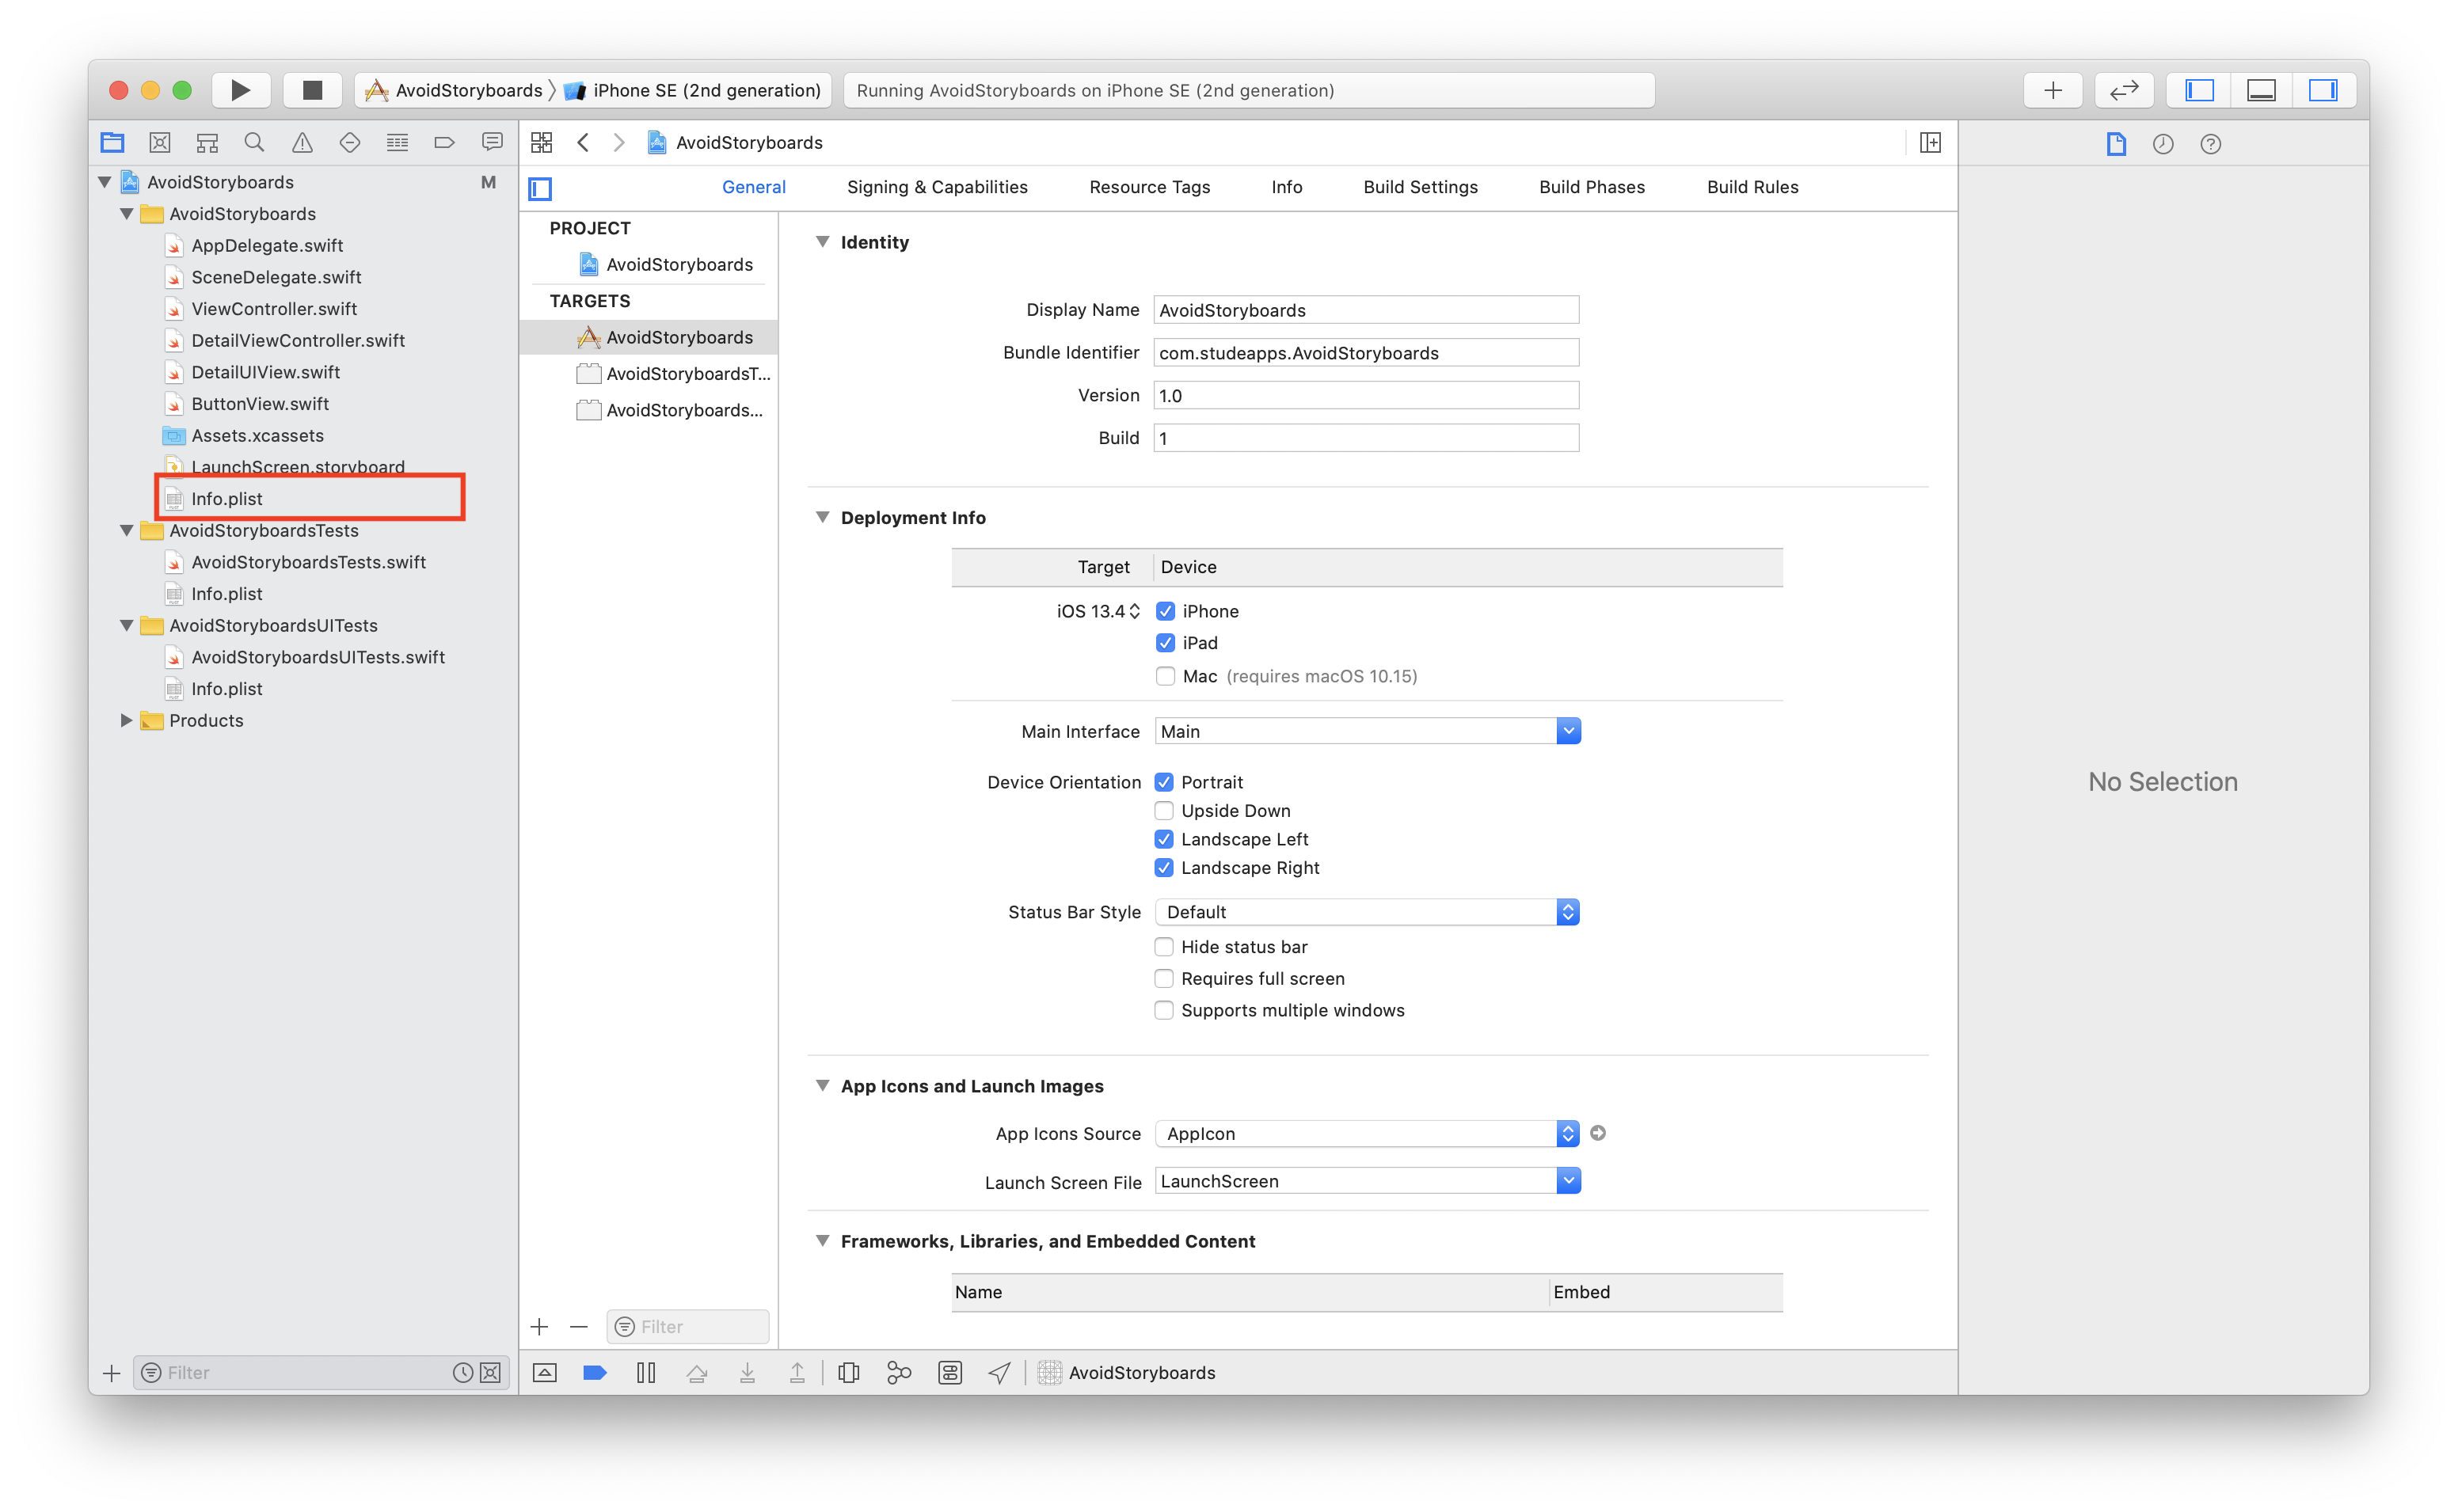 AvoidStoryboards 〉 iPhone SE (2nd generation)
Running AvoidStoryboards on iPhone SE (2nd generation)
AvoidStoryboards M
AvoidStoryboards
AppDelegate.swift
SceneDelegate.swift
ViewController.swift
DetailViewController.swift
DetailUIView.swift
ButtonView.swift
Assets.xcassets
LaunchScreen.storyboard
Info.plist
AvoidStoryboardsTests
AvoidStoryboardsTests.swift
Info.plist
AvoidStoryboardsUITests
AvoidStoryboardsUITests.swift
Info.plist
Products
Filter
AvoidStoryboards
General Signing & Capabilities Resource Tags Info Build Settings Build Phases Build Rules
PROJECT
AvoidStoryboards
TARGETS
AvoidStoryboards
AvoidStoryboardsT...
AvoidStoryboards...
Filter
Identity
Display Name AvoidStoryboards
Bundle Identifier com.studeapps.AvoidStoryboards
Version 1.0
Build 1
Deployment Info
Target Device
iOS 13.4 iPhone
iPad
Mac (requires macOS 10.15)
Main Interface Main
Device Orientation Portrait
Upside Down
Landscape Left
Landscape Right
Status Bar Style Default
Hide status bar
Requires full screen
Supports multiple windows
App Icons and Launch Images
App Icons Source AppIcon
Launch Screen File LaunchScreen
Frameworks, Libraries, and Embedded Content
Name Embed
AvoidStoryboards
No Selection